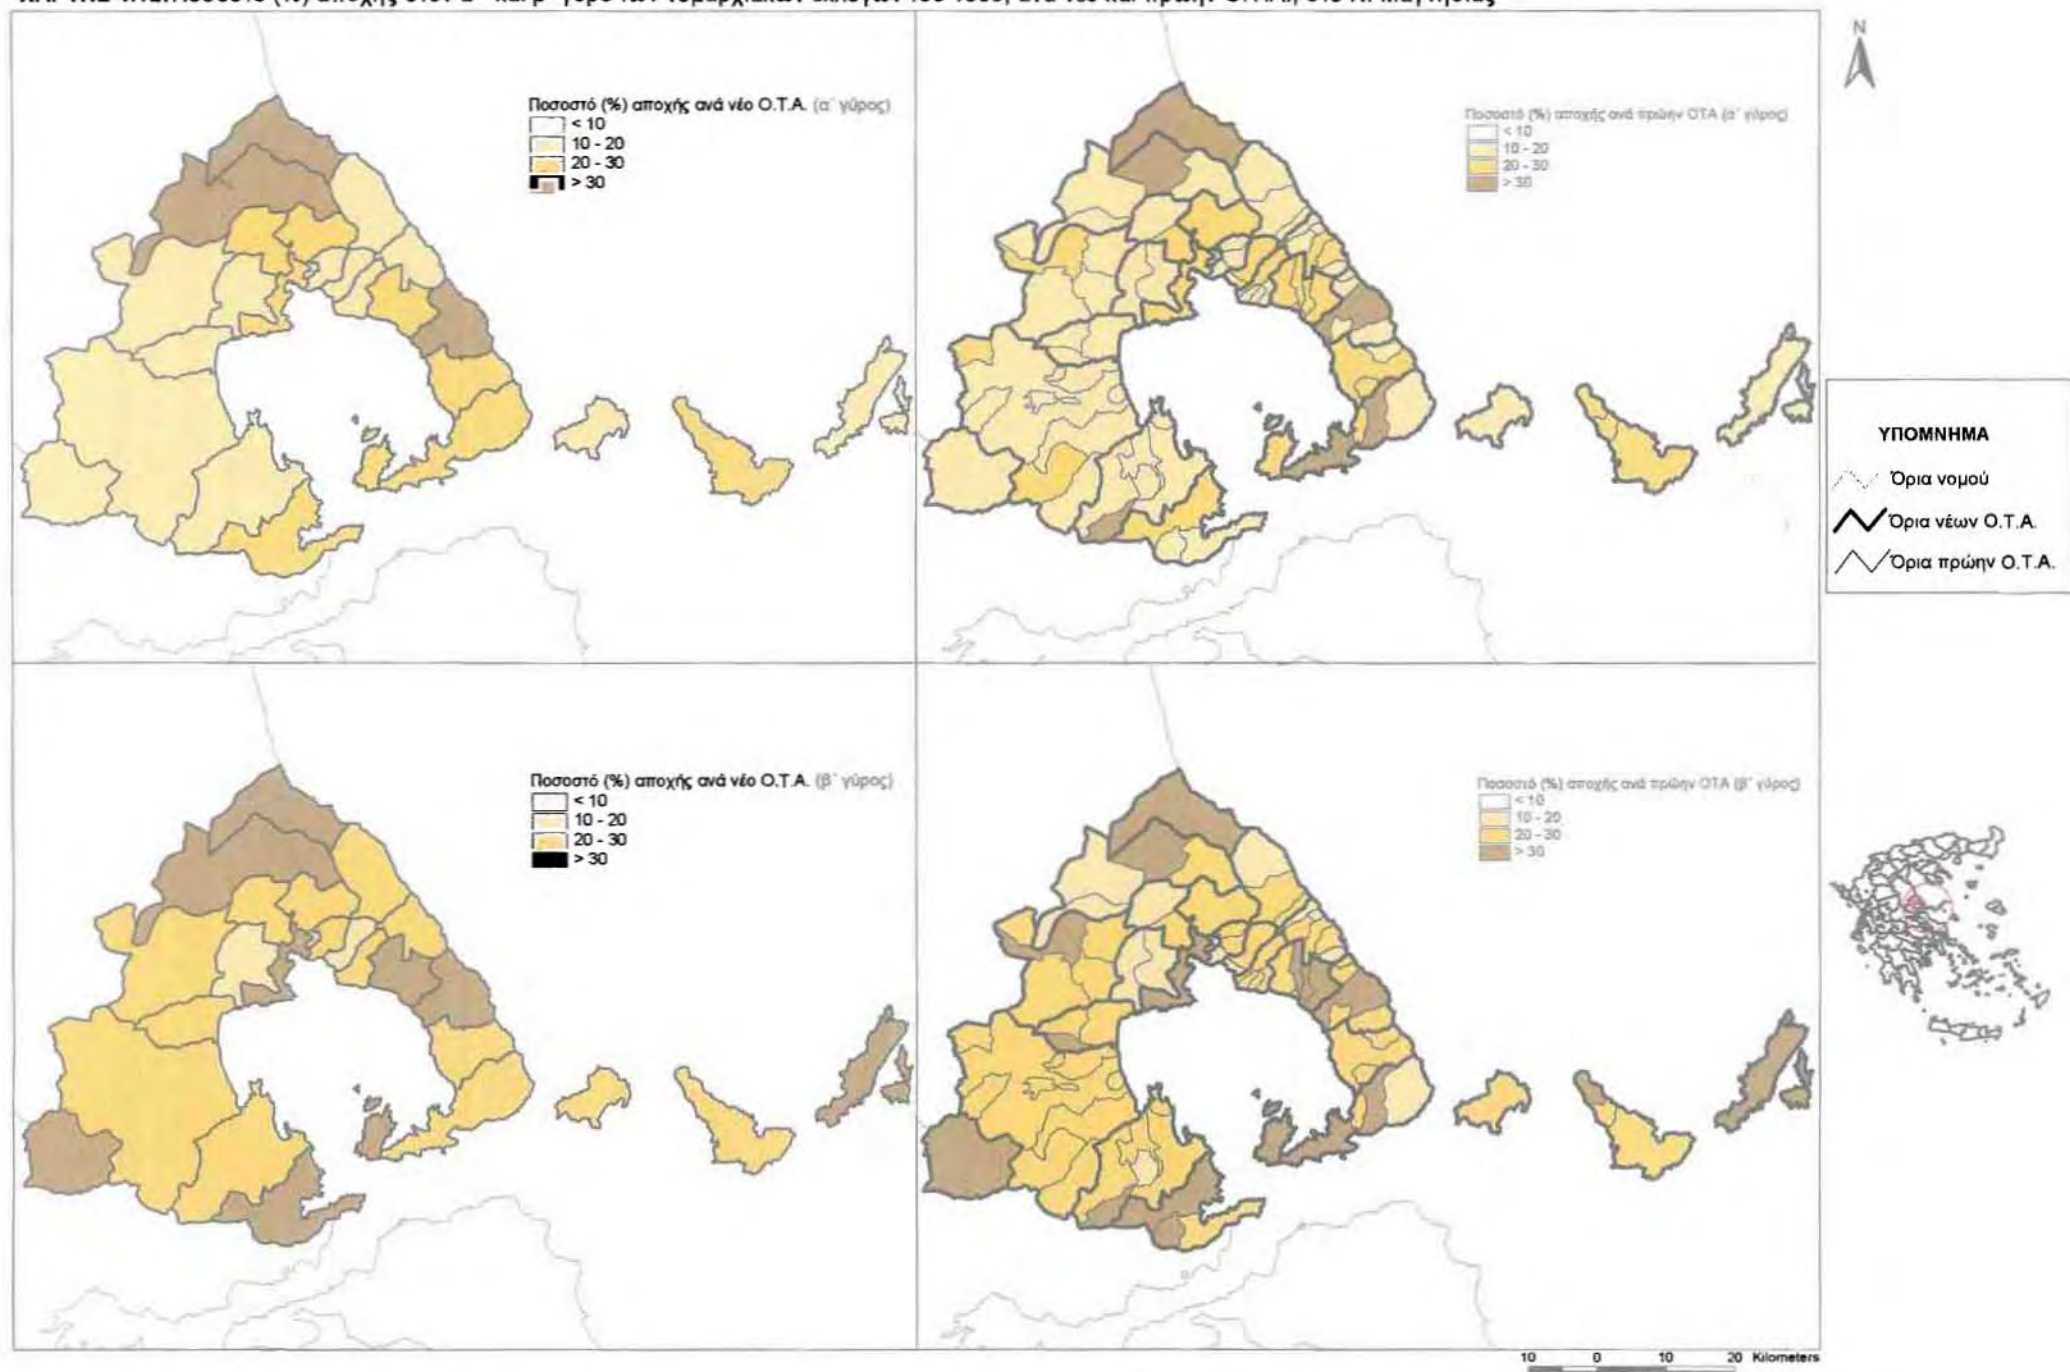 Ποσοστό (%) αποχής ανά νέο Ο.Τ.Α. (α΄ γύρος)
< 10
10 - 20
20 - 30
> 30
Ποσοστό (%) αποχής ανά πρώην ΟΤΑ (α΄ γύρος)
< 10
10 - 20
20 - 30
> 30
N
ΥΠΟΜΝΗΜΑ
Όρια νομού
Όρια νέων Ο.Τ.Α.
Όρια πρώην Ο.Τ.Α.
Ποσοστό (%) αποχής ανά νέο Ο.Τ.Α. (β΄ γύρος)
< 10
10 - 20
20 - 30
> 30
Ποσοστό (%) αποχής ανά πρώην ΟΤΑ (β΄ γύρος)
< 10
10 - 20
20 - 30
> 30
10 0 10 20 Kilometers